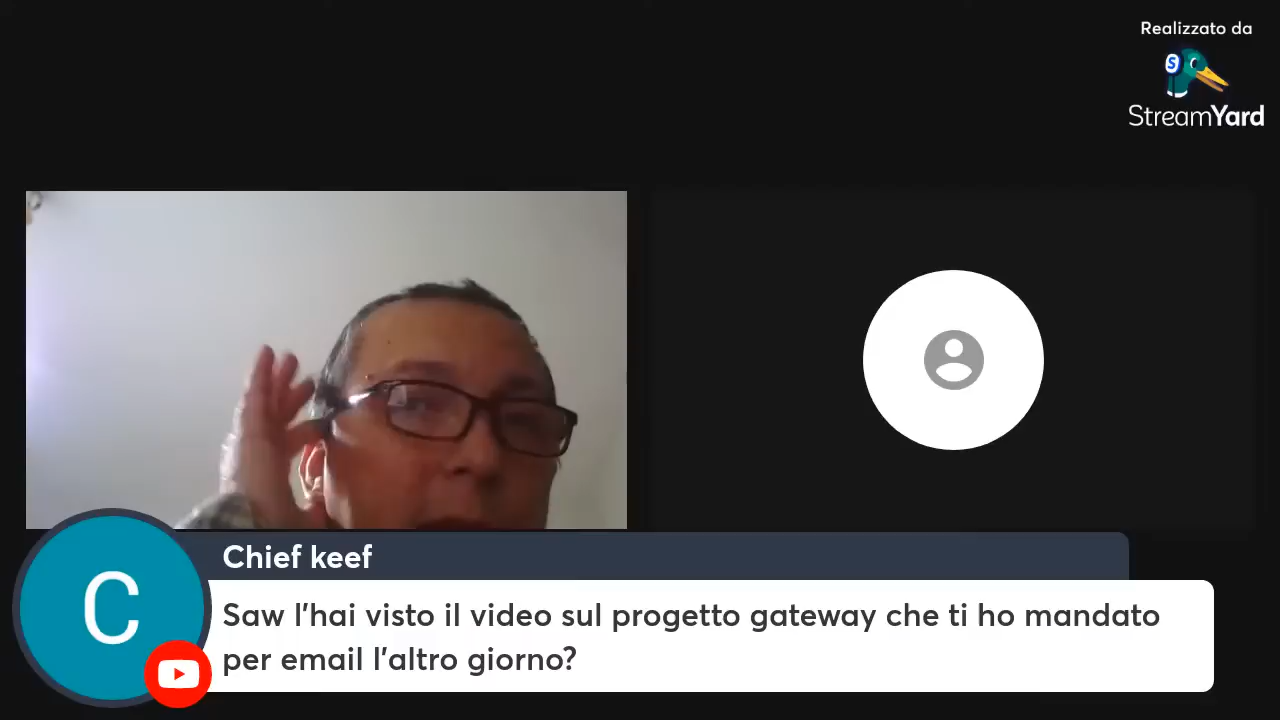 Realizzato da
S
StreamYard
C
Chief keef
Saw l'hai visto il video sul progetto gateway che ti ho mandato
per email l'altro giorno?